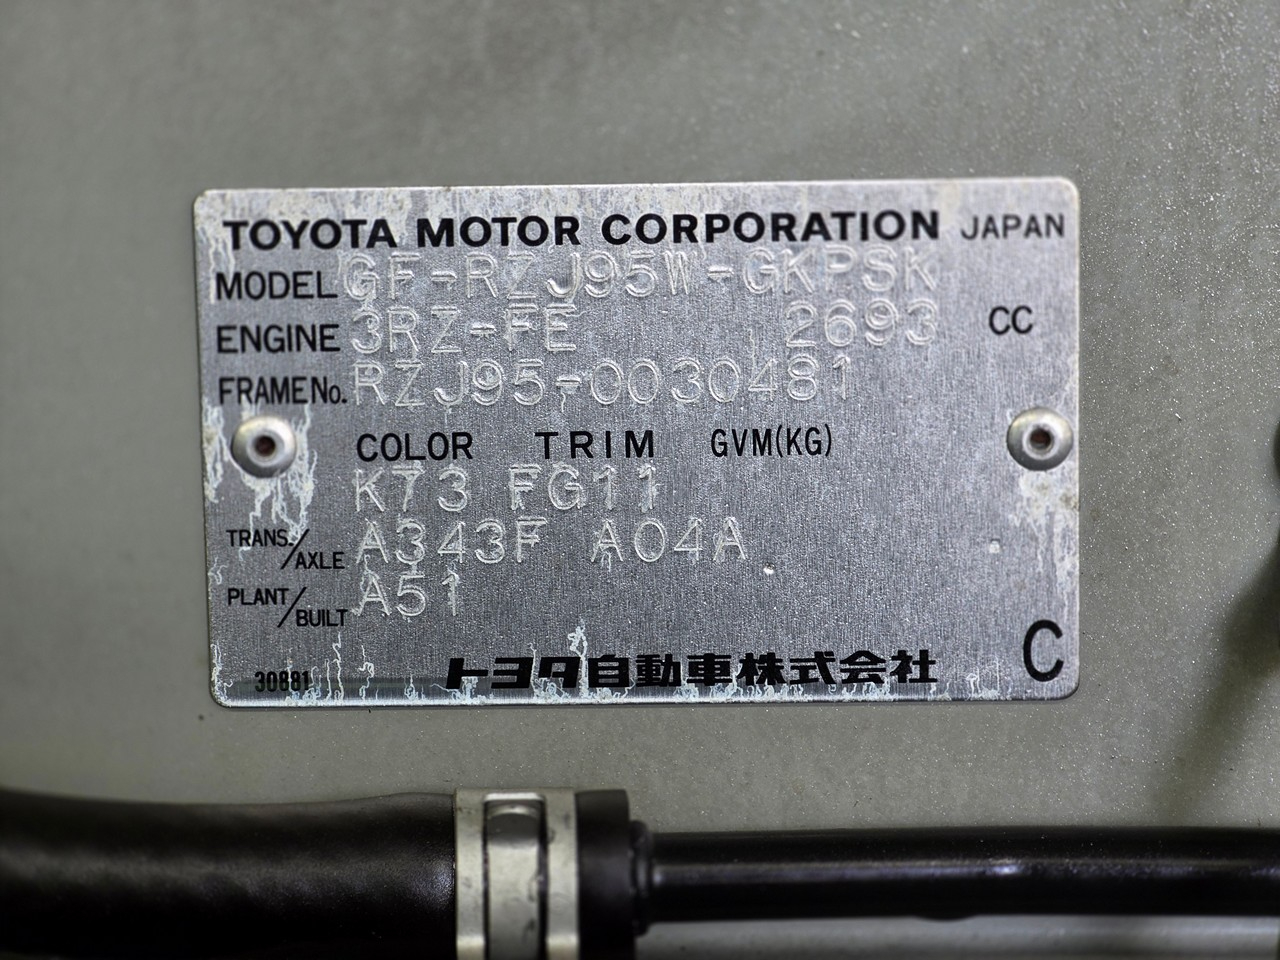 TOYOTA MOTOR CORPORATION JAPAN
MODEL GF-RZJ95W-GKPSK
ENGINE 3RZ-FE 2693 CC
FRAME No. RZJ95-0030481
COLOR TRIM GVM(KG)
K73 FG11
TRANS./AXLE A343F A04A
PLANT/BUILT A51
C
30881 トヨタ自動車株式会社